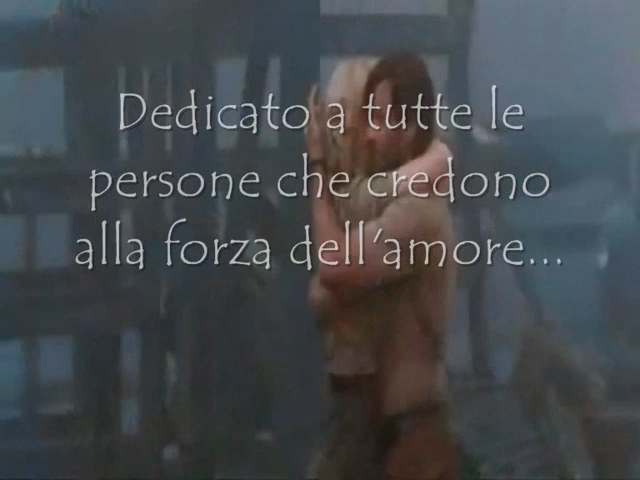 Dedicato a tutte le
persone che credono
alla forza dell'amore...